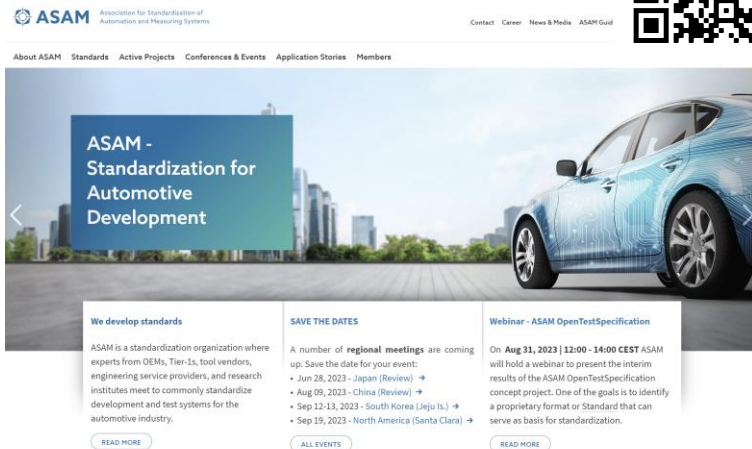 ASAM
Association for Standardization of
Automation and Measuring Systems
Contact Career News & Media ASAM Guid
About ASAM Standards Active Projects Conferences & Events Application Stories Members
ASAM -
Standardization for
Automotive
Development
We develop standards
ASAM is a standardization organization where
experts from OEMs, Tier-1s, tool vendors,
engineering service providers, and research
institutes meet to commonly standardize
development and test systems for the
automotive industry.
READ MORE
SAVE THE DATES
A number of regional meetings are coming
up. Save the date for your event:
• Jun 28, 2023 - Japan (Review) →
• Aug 09, 2023 - China (Review) →
• Sep 12-13, 2023 - South Korea (Jeju Is.) →
• Sep 19, 2023 - North America (Santa Clara) →
ALL EVENTS
Webinar - ASAM OpenTestSpecification
On Aug 31, 2023 | 12:00 - 14:00 CEST ASAM
will hold a webinar to present the interim
results of the ASAM OpenTestSpecification
concept project. One of the goals is to identify
a proprietary format or Standard that can
serve as basis for standardization.
READ MORE